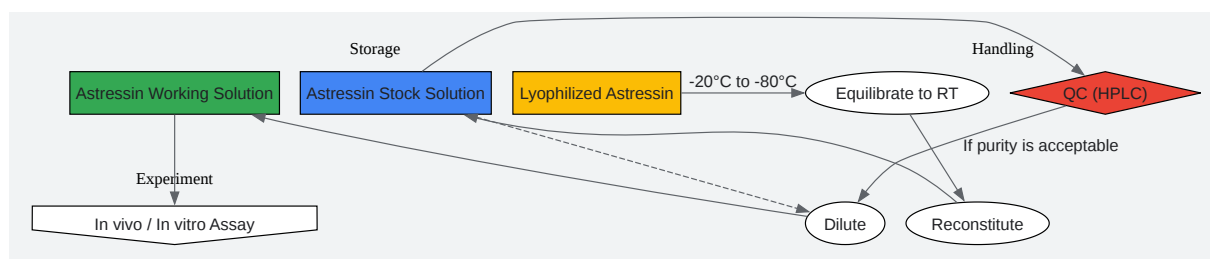 Storage
Handling
Astressin Working Solution
Astressin Stock Solution
Lyophilized Astressin
-20°C to -80°C
Equilibrate to RT
QC (HPLC)
If purity is acceptable
Experiment
In vivo / In vitro Assay
Dilute
Reconstitute